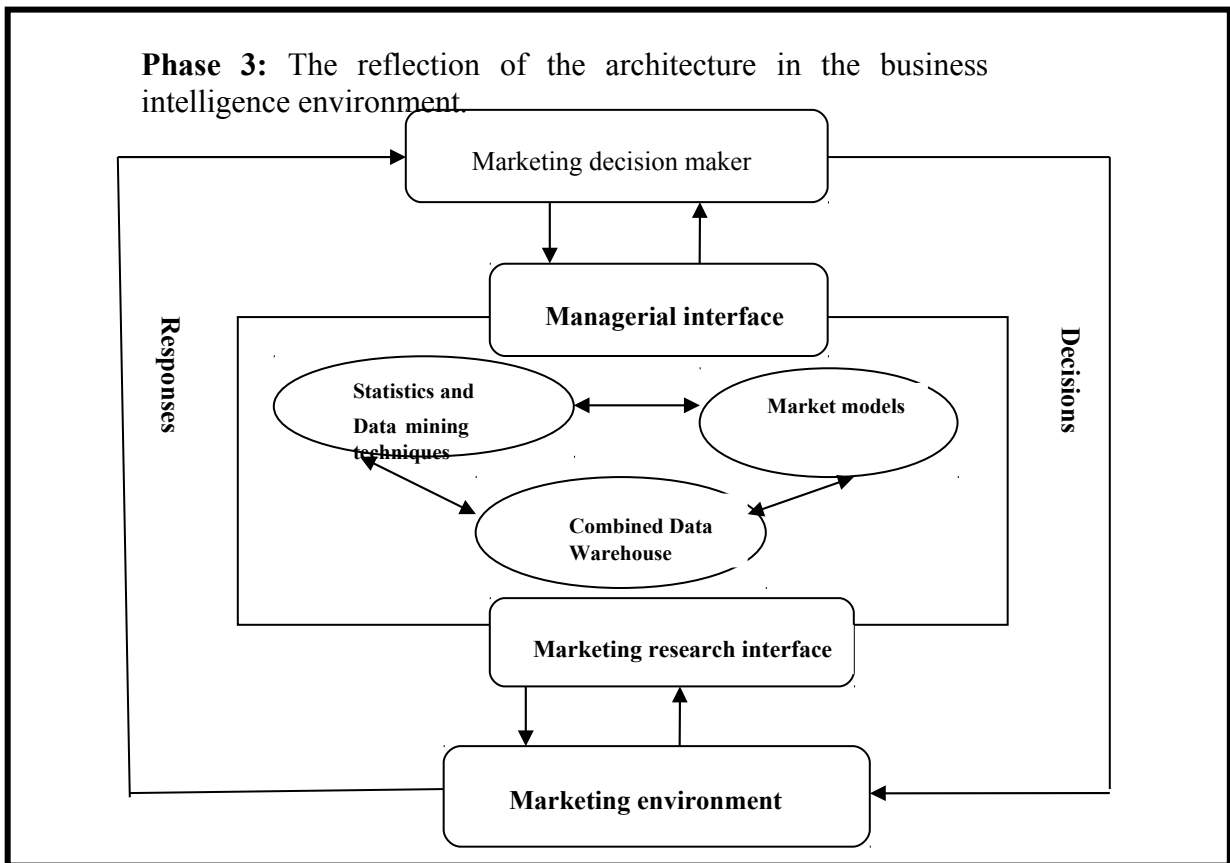 Phase 3: The reflection of the architecture in the business
intelligence environment.
Marketing decision maker
Managerial interface
Responses
Decisions
Statistics and
Data mining
techniques
Market models
Combined Data
Warehouse
Marketing research interface
Marketing environment